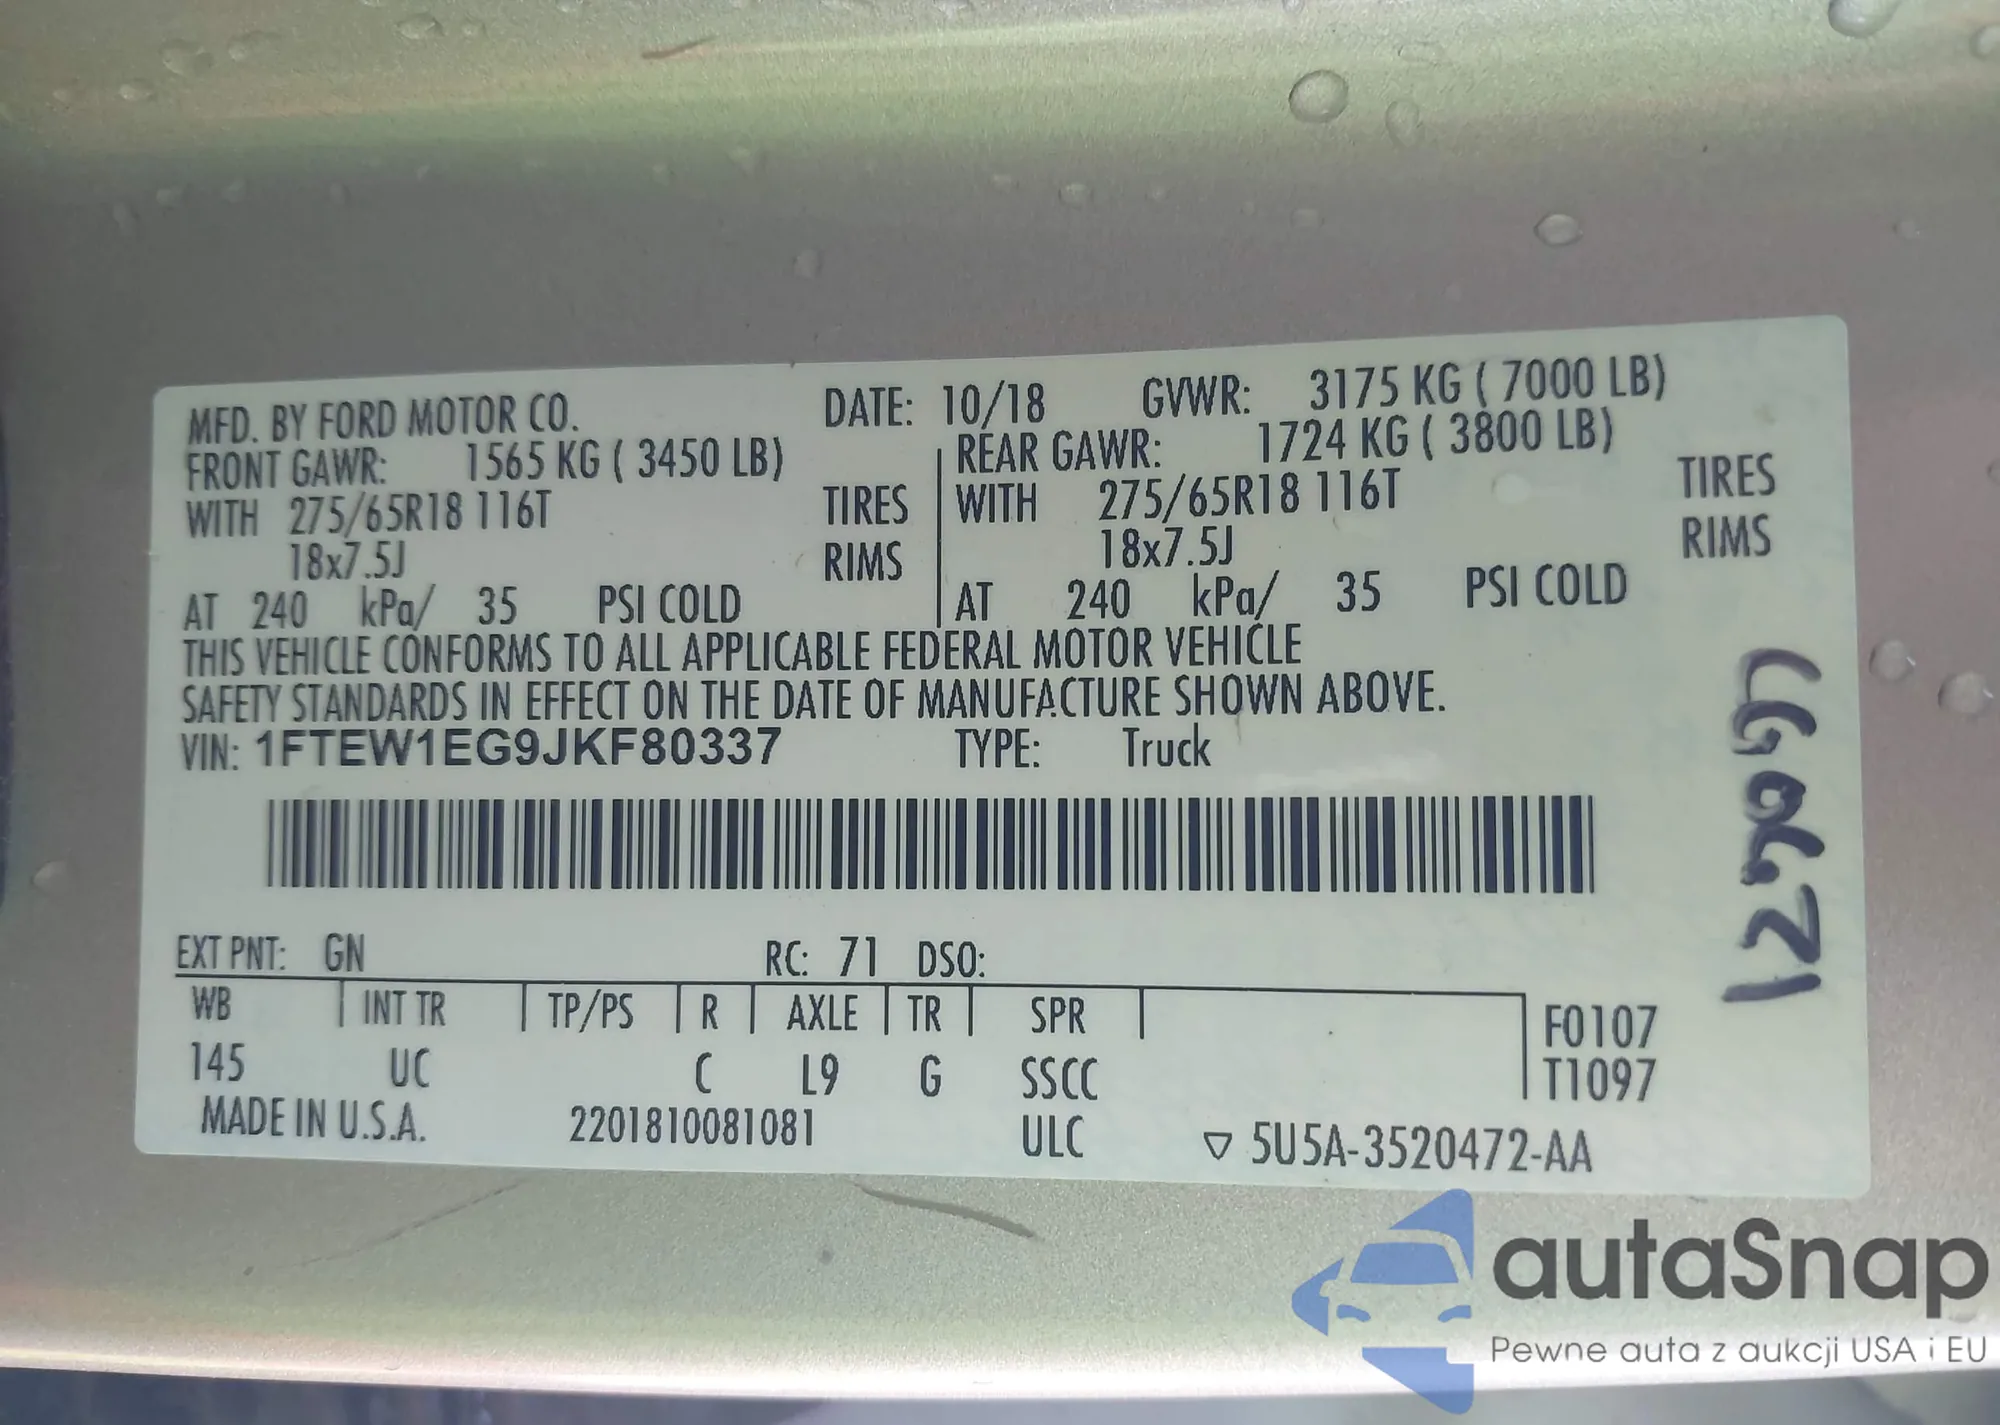 MFD. BY FORD MOTOR CO. DATE: 10/18 GVWR: 3175 KG ( 7000 LB)
FRONT GAWR: 1565 KG ( 3450 LB) REAR GAWR: 1724 KG ( 3800 LB)
WITH 275/65R18 116T TIRES WITH 275/65R18 116T TIRES
18x7.5J RIMS 18x7.5J RIMS
AT 240 kPa/ 35 PSI COLD AT 240 kPa/ 35 PSI COLD
THIS VEHICLE CONFORMS TO ALL APPLICABLE FEDERAL MOTOR VEHICLE
SAFETY STANDARDS IN EFFECT ON THE DATE OF MANUFACTURE SHOWN ABOVE.
VIN: 1FTEW1EG9JKF80337 TYPE: Truck
EXT PNT: GN RC: 71 DSO:
WB INT TR TP/PS R AXLE TR SPR F0107
145 UC C L9 G SSCC T1097
MADE IN U.S.A. 2201810081081 ULC ▽ 5U5A-3520472-AA
autaSnap
Pewne auta z aukcji USA i EU